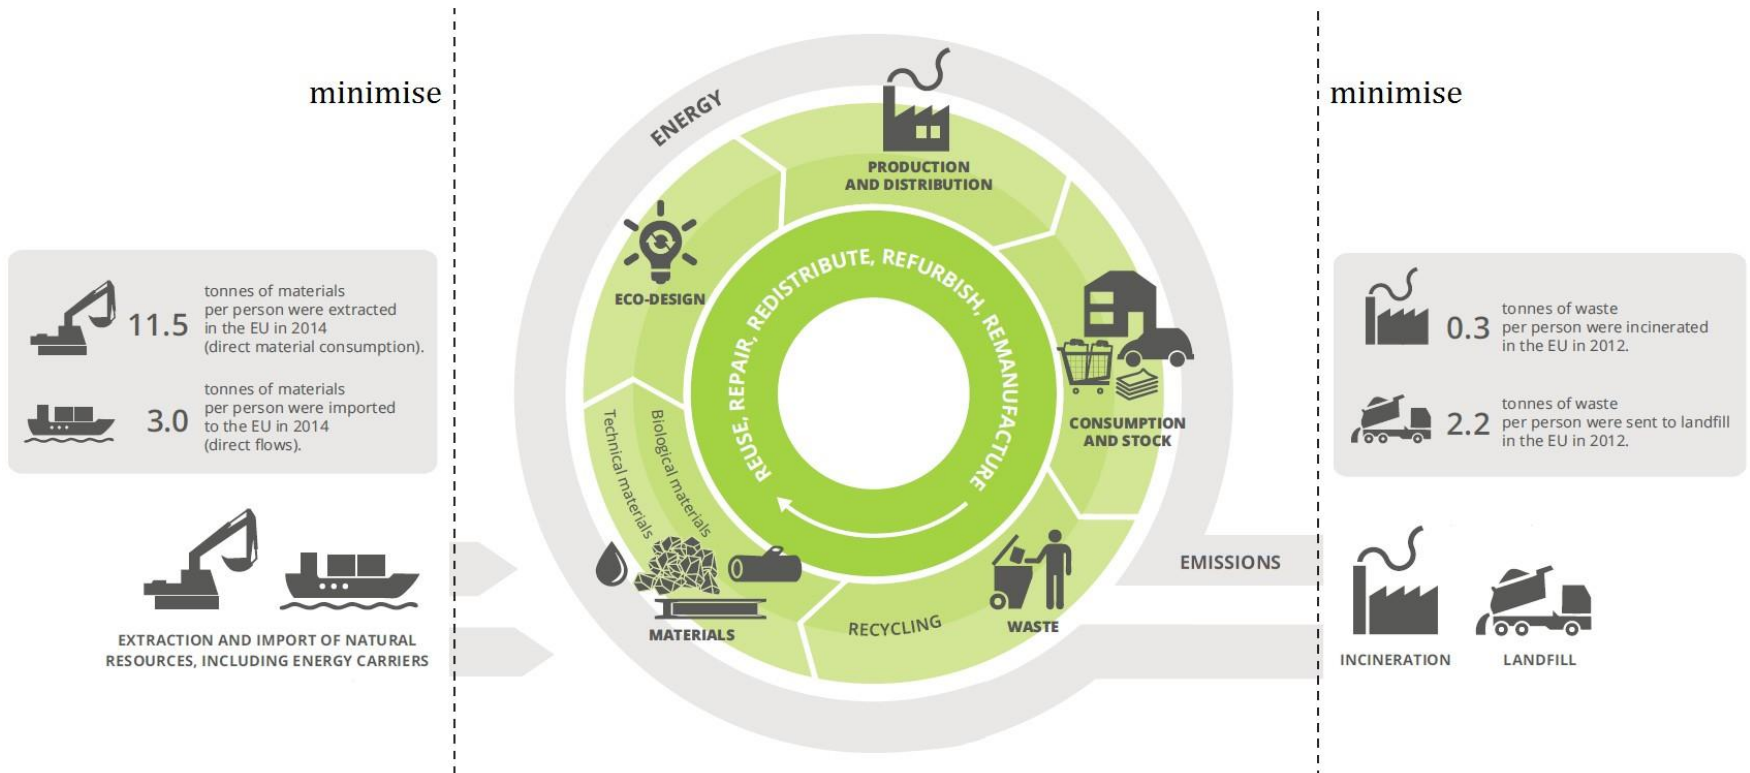 minimise
minimise
11.5
tonnes of materials
per person were extracted
in the EU in 2014
(direct material consumption).
3.0
tonnes of materials
per person were imported
to the EU in 2014
(direct flows).
EXTRACTION AND IMPORT OF NATURAL
RESOURCES, INCLUDING ENERGY CARRIERS
ENERGY
PRODUCTION
AND DISTRIBUTION
ECO-DESIGN
REUSE, REPAIR, REDISTRIBUTE, REFURBISH, REMANUFACTURE
CONSUMPTION
AND STOCK
Technical materials
Biological materials
MATERIALS
RECYCLING
WASTE
EMISSIONS
0.3
tonnes of waste
per person were incinerated
in the EU in 2012.
2.2
tonnes of waste
per person were sent to landfill
in the EU in 2012.
INCINERATION
LANDFILL